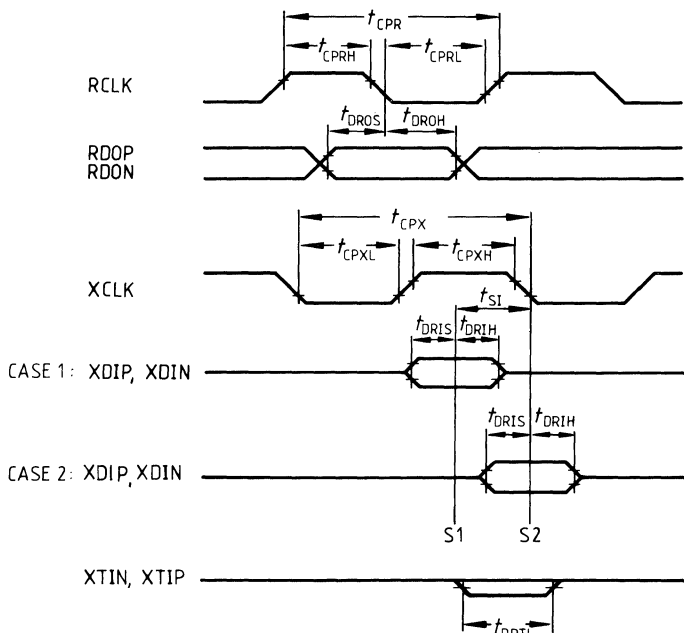 tCPR
tCPRH tCPRL
RCLK
tDROS tDROH
RDOP
RDON
tCPX
tCPXL tCPXH
XCLK
tSI
tDRIS tDRIH
CASE 1: XDIP, XDIN
tDRIS tDRIH
CASE 2: XDIP, XDIN
S1 S2
XTIN, XTIP